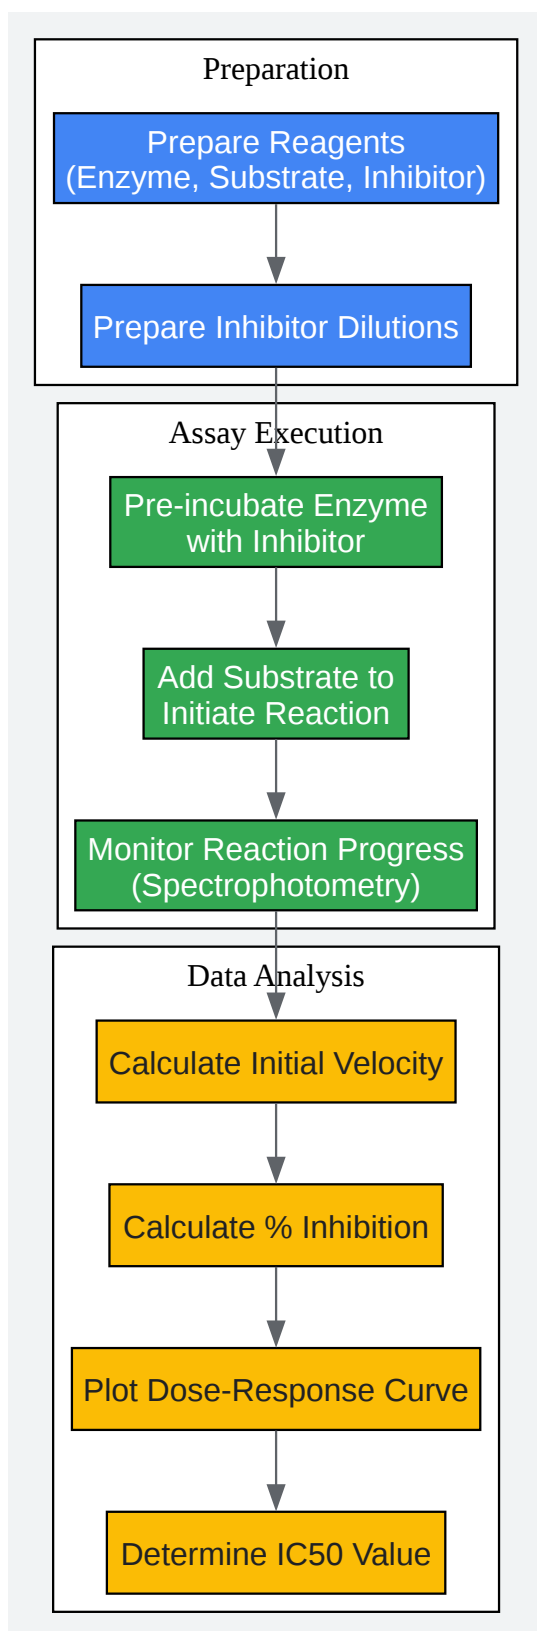 Preparation
Prepare Reagents
(Enzyme, Substrate, Inhibitor)
Prepare Inhibitor Dilutions
Assay Execution
Pre-incubate Enzyme
with Inhibitor
Add Substrate to
Initiate Reaction
Monitor Reaction Progress
(Spectrophotometry)
Data Analysis
Calculate Initial Velocity
Calculate % Inhibition
Plot Dose-Response Curve
Determine IC50 Value